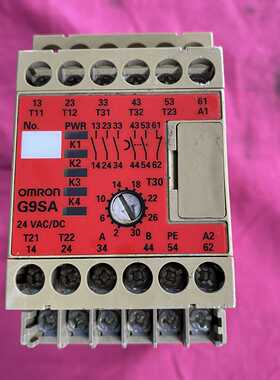 13 23 33 43 53 61
T11 T12 T31 T32 T23 A1
No. PWR 13 23 33 43 53 61
K1
K2 14 24 34 44 54 62
K3 14 18 T30
OMRON 10 22
G9SA K4 6 26
24 VAC/DC 2 30
T21 T22 A B PE A2
14 24 34 44 54 62